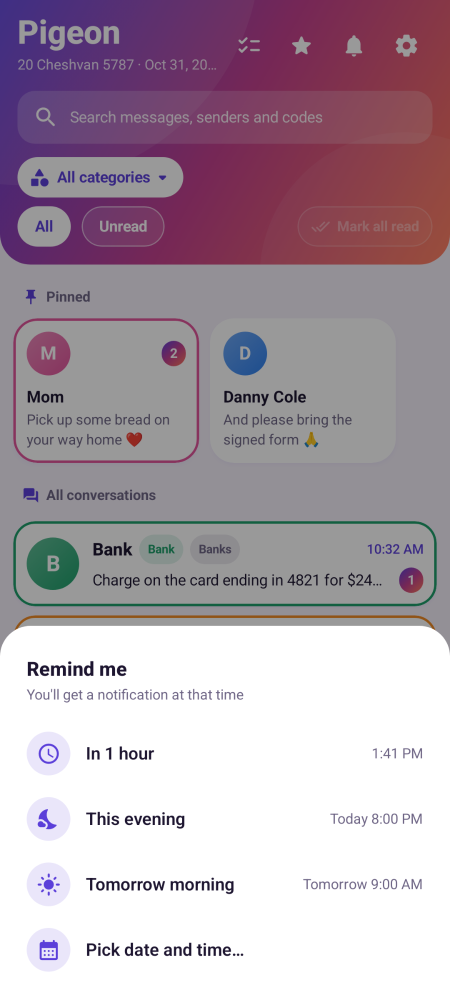 Pigeon
20 Cheshvan 5787 · Oct 31, 20…
Search messages, senders and codes
All categories
All
Unread
Mark all read
Pinned
M
2
Mom
Pick up some bread on
your way home ❤️
D
Danny Cole
And please bring the
signed form 🙏
All conversations
B
Bank
Bank
Banks
10:32 AM
Charge on the card ending in 4821 for $24…
1
Remind me
You'll get a notification at that time
In 1 hour
1:41 PM
This evening
Today 8:00 PM
Tomorrow morning
Tomorrow 9:00 AM
Pick date and time…